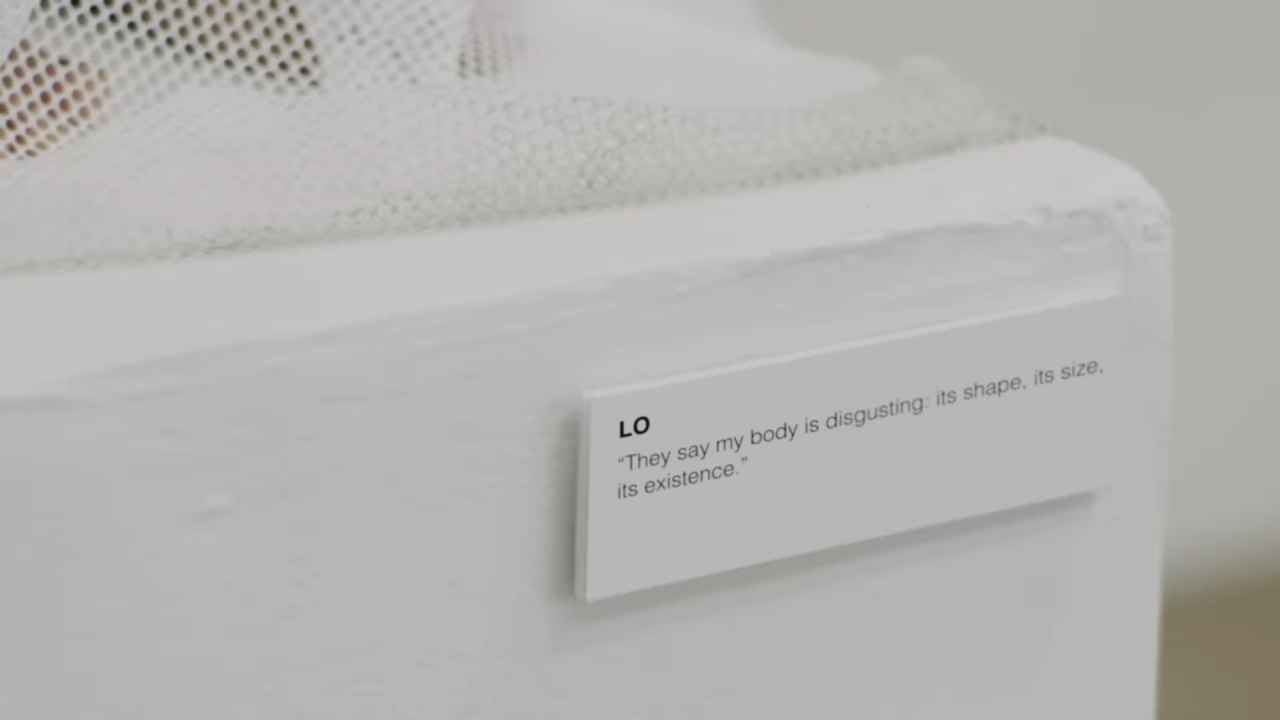 LO
“They say my body is disgusting: its shape, its size,
its existence.”